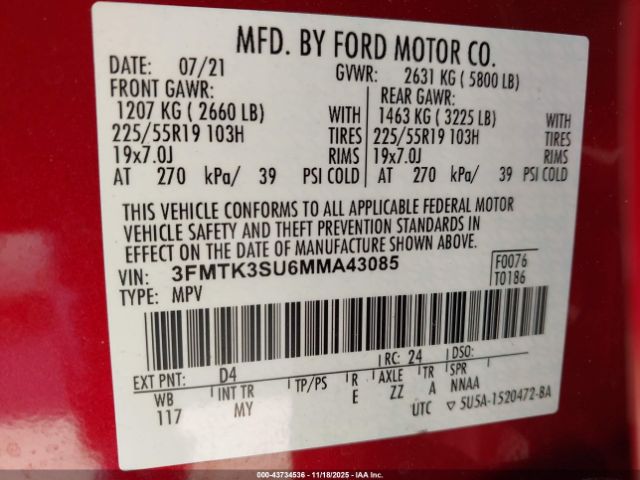 MFD. BY FORD MOTOR CO.
DATE: 07/21 GVWR: 2631 KG ( 5800 LB)
FRONT GAWR: REAR GAWR:
1207 KG ( 2660 LB) WITH 1463 KG ( 3225 LB) WITH
225/55R19 103H TIRES 225/55R19 103H TIRES
19x7.0J RIMS 19x7.0J RIMS
AT 270 kPa/ 39 PSI COLD AT 270 kPa/ 39 PSI COLD
THIS VEHICLE CONFORMS TO ALL APPLICABLE FEDERAL MOTOR
VEHICLE SAFETY AND THEFT PREVENTION STANDARDS IN
EFFECT ON THE DATE OF MANUFACTURE SHOWN ABOVE.
VIN: 3FMTK3SU6MMA43085 F0076
TYPE: MPV T0186
EXT PNT: D4 RC: 24 DSO:
WB INT TR TP/PS R AXLE TR SPR
117 MY E ZZ A NNAA
UTC ▽ 5U5A-1520472-BA
000-43734536 - 11/18/2025 - IAA Inc.